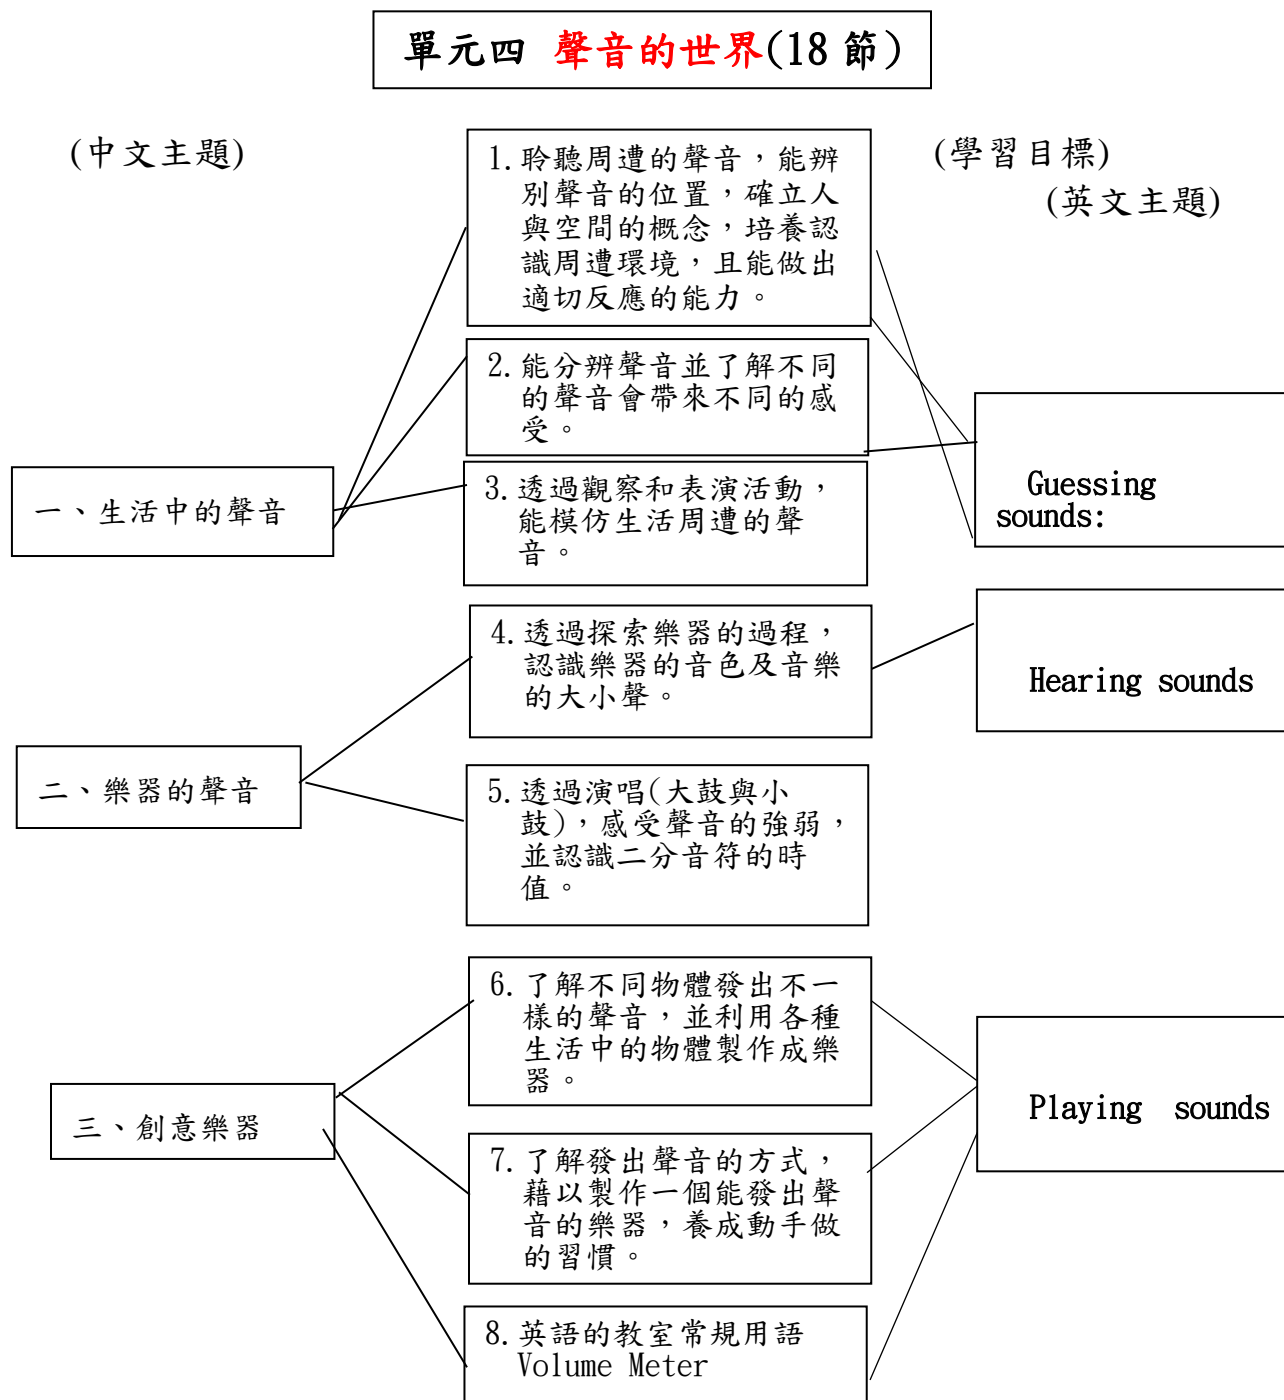 單元四 聲音的世界(18 節)
(中文主題)
(學習目標)
(英文主題)
1. 聆聽周遭的聲音，能辨
別聲音的位置，確立人
與空間的概念，培養認
識周遭環境，且能做出
適切反應的能力。
2. 能分辨聲音並了解不同
的聲音會帶來不同的感
受。
一、生活中的聲音
3. 透過觀察和表演活動，
能模仿生活周遭的聲
音。
Guessing
sounds:
4. 透過探索樂器的過程，
認識樂器的音色及音樂
的大小聲。
Hearing sounds
二、樂器的聲音
5. 透過演唱(大鼓與小
鼓)，感受聲音的強弱，
並認識二分音符的時
值。
6. 了解不同物體發出不一
樣的聲音，並利用各種
生活中的物體製作成樂
器。
三、創意樂器
Playing sounds
7. 了解發出聲音的方式，
藉以製作一個能發出聲
音的樂器，養成動手做
的習慣。
8. 英語的教室常規用語
Volume Meter